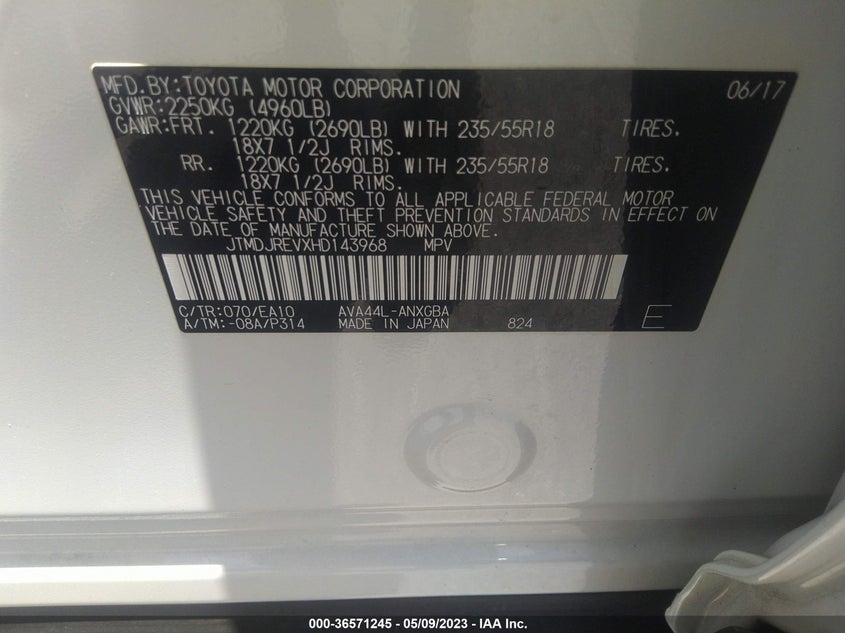 MFD.BY:TOYOTA MOTOR CORPORATION 06/17
GVWR:2250KG (4960LB)
GAWR:FRT. 1220KG (2690LB) WITH 235/55R18 TIRES.
18X7 1/2J RIMS.
RR. 1220KG (2690LB) WITH 235/55R18 TIRES.
18X7 1/2J RIMS.
THIS VEHICLE CONFORMS TO ALL APPLICABLE FEDERAL MOTOR
VEHICLE SAFETY AND THEFT PREVENTION STANDARDS IN EFFECT ON
THE DATE OF MANUFACTURE SHOWN ABOVE.
JTMDJREVXHD143968 MPV
C/TR:070/EA10 AVA44L-ANXGBA
A/TM:-08A/P314 MADE IN JAPAN 824 E
000-36571245 - 05/09/2023 - IAA Inc.